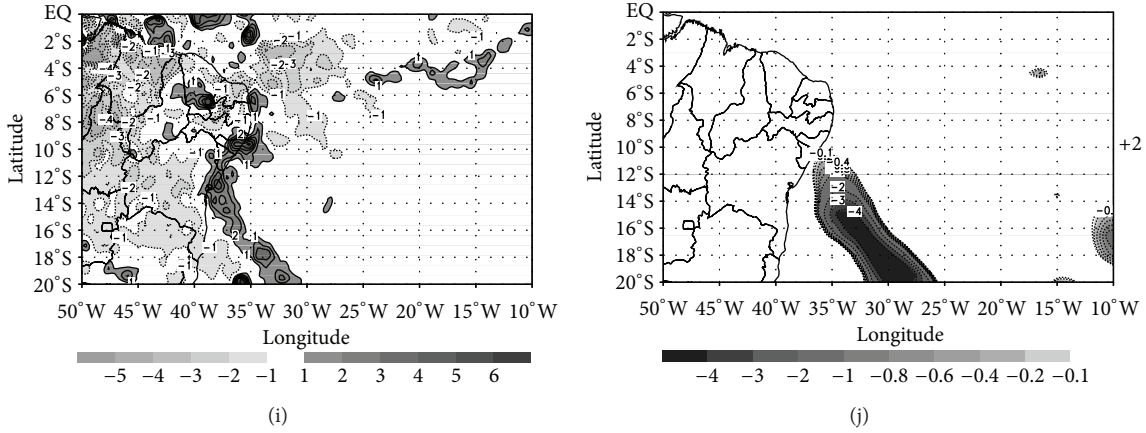 EQ
2°S
4°S
6°S
8°S
10°S
12°S
14°S
16°S
18°S
20°S
Latitude
50°W 45°W 40°W 35°W 30°W 25°W 20°W 15°W 10°W
Longitude
−5 −4 −3 −2 −1 1 2 3 4 5 6
(i)
EQ
2°S
4°S
6°S
8°S
10°S
12°S
14°S
16°S
18°S
20°S
Latitude
−0.1
−0.4
−2
−3
−4
−0.
+2
50°W 45°W 40°W 35°W 30°W 25°W 20°W 15°W 10°W
Longitude
−4 −3 −2 −1 −0.8 −0.6 −0.4 −0.2 −0.1
(j)